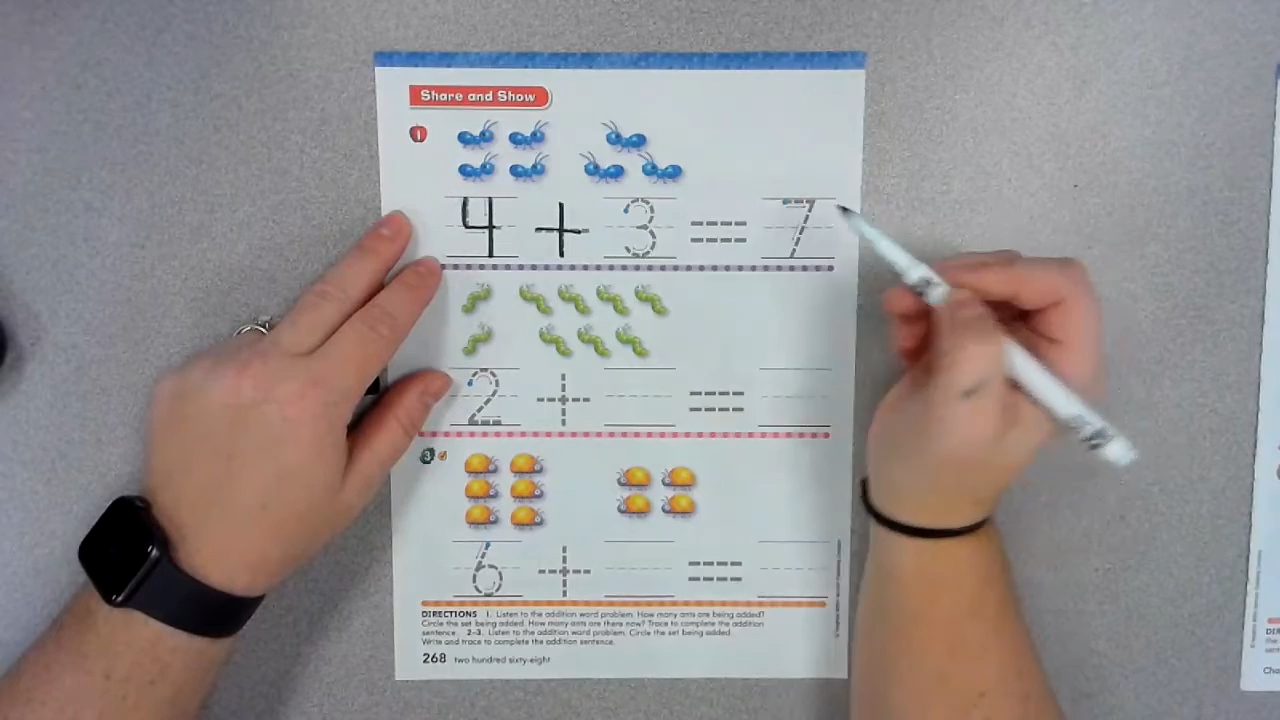 Share and Show
1
4 + 3 = 7
2 + =
3
6 + =
DIRECTIONS 1. Listen to the addition word problem. How many ants are being added?
Circle the set being added. How many ants are there now? Trace to complete the addition
sentence. 2–3. Listen to the addition word problem. Circle the set being added.
Write and trace to complete the addition sentence.
268 two hundred sixty-eight